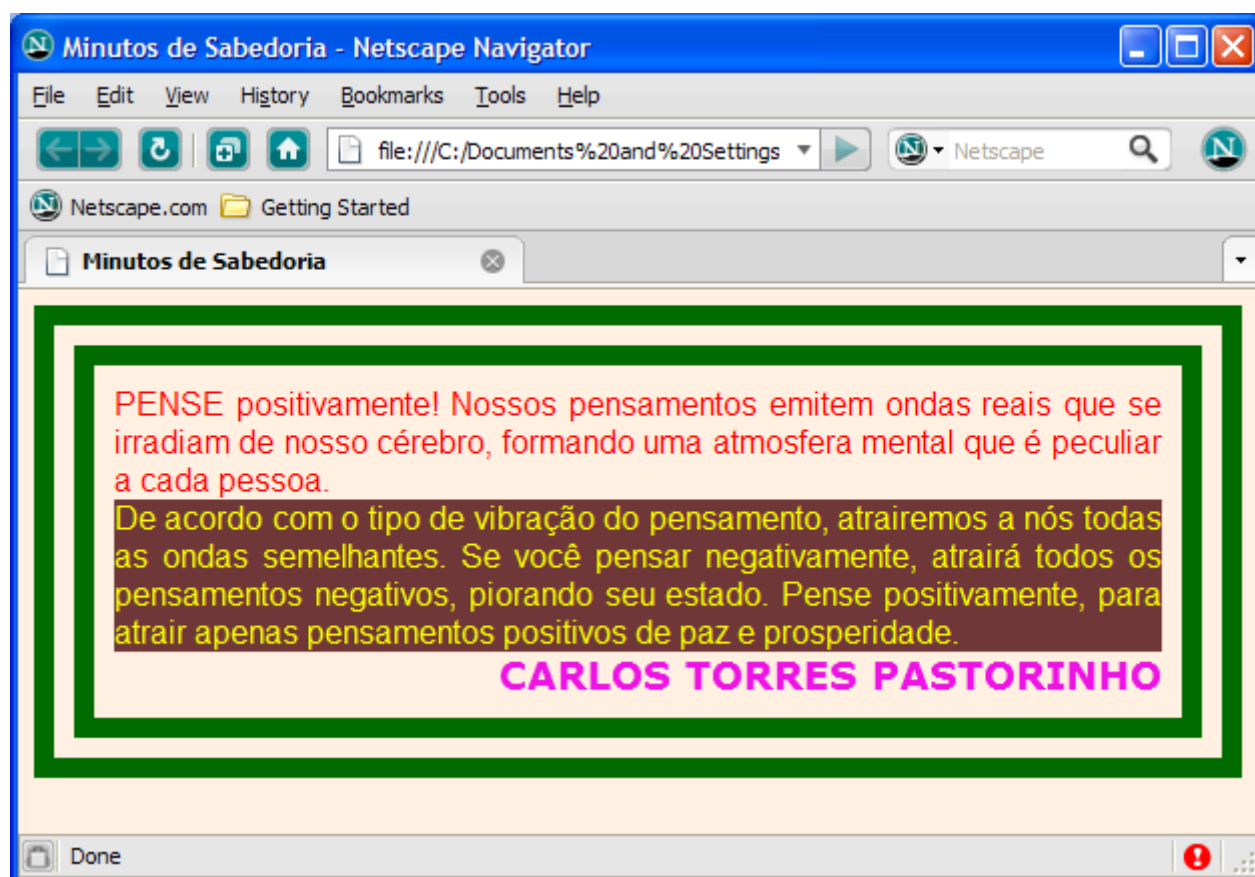 Minutos de Sabedoria - Netscape Navigator
File Edit View History Bookmarks Tools Help
file:///C:/Documents%20and%20Settings Netscape
Netscape.com Getting Started
Minutos de Sabedoria
PENSE positivamente! Nossos pensamentos emitem ondas reais que se
irradiam de nosso cérebro, formando uma atmosfera mental que é peculiar
a cada pessoa.
De acordo com o tipo de vibração do pensamento, atrairemos a nós todas
as ondas semelhantes. Se você pensar negativamente, atrairá todos os
pensamentos negativos, piorando seu estado. Pense positivamente, para
atrair apenas pensamentos positivos de paz e prosperidade.
CARLOS TORRES PASTORINHO
Done